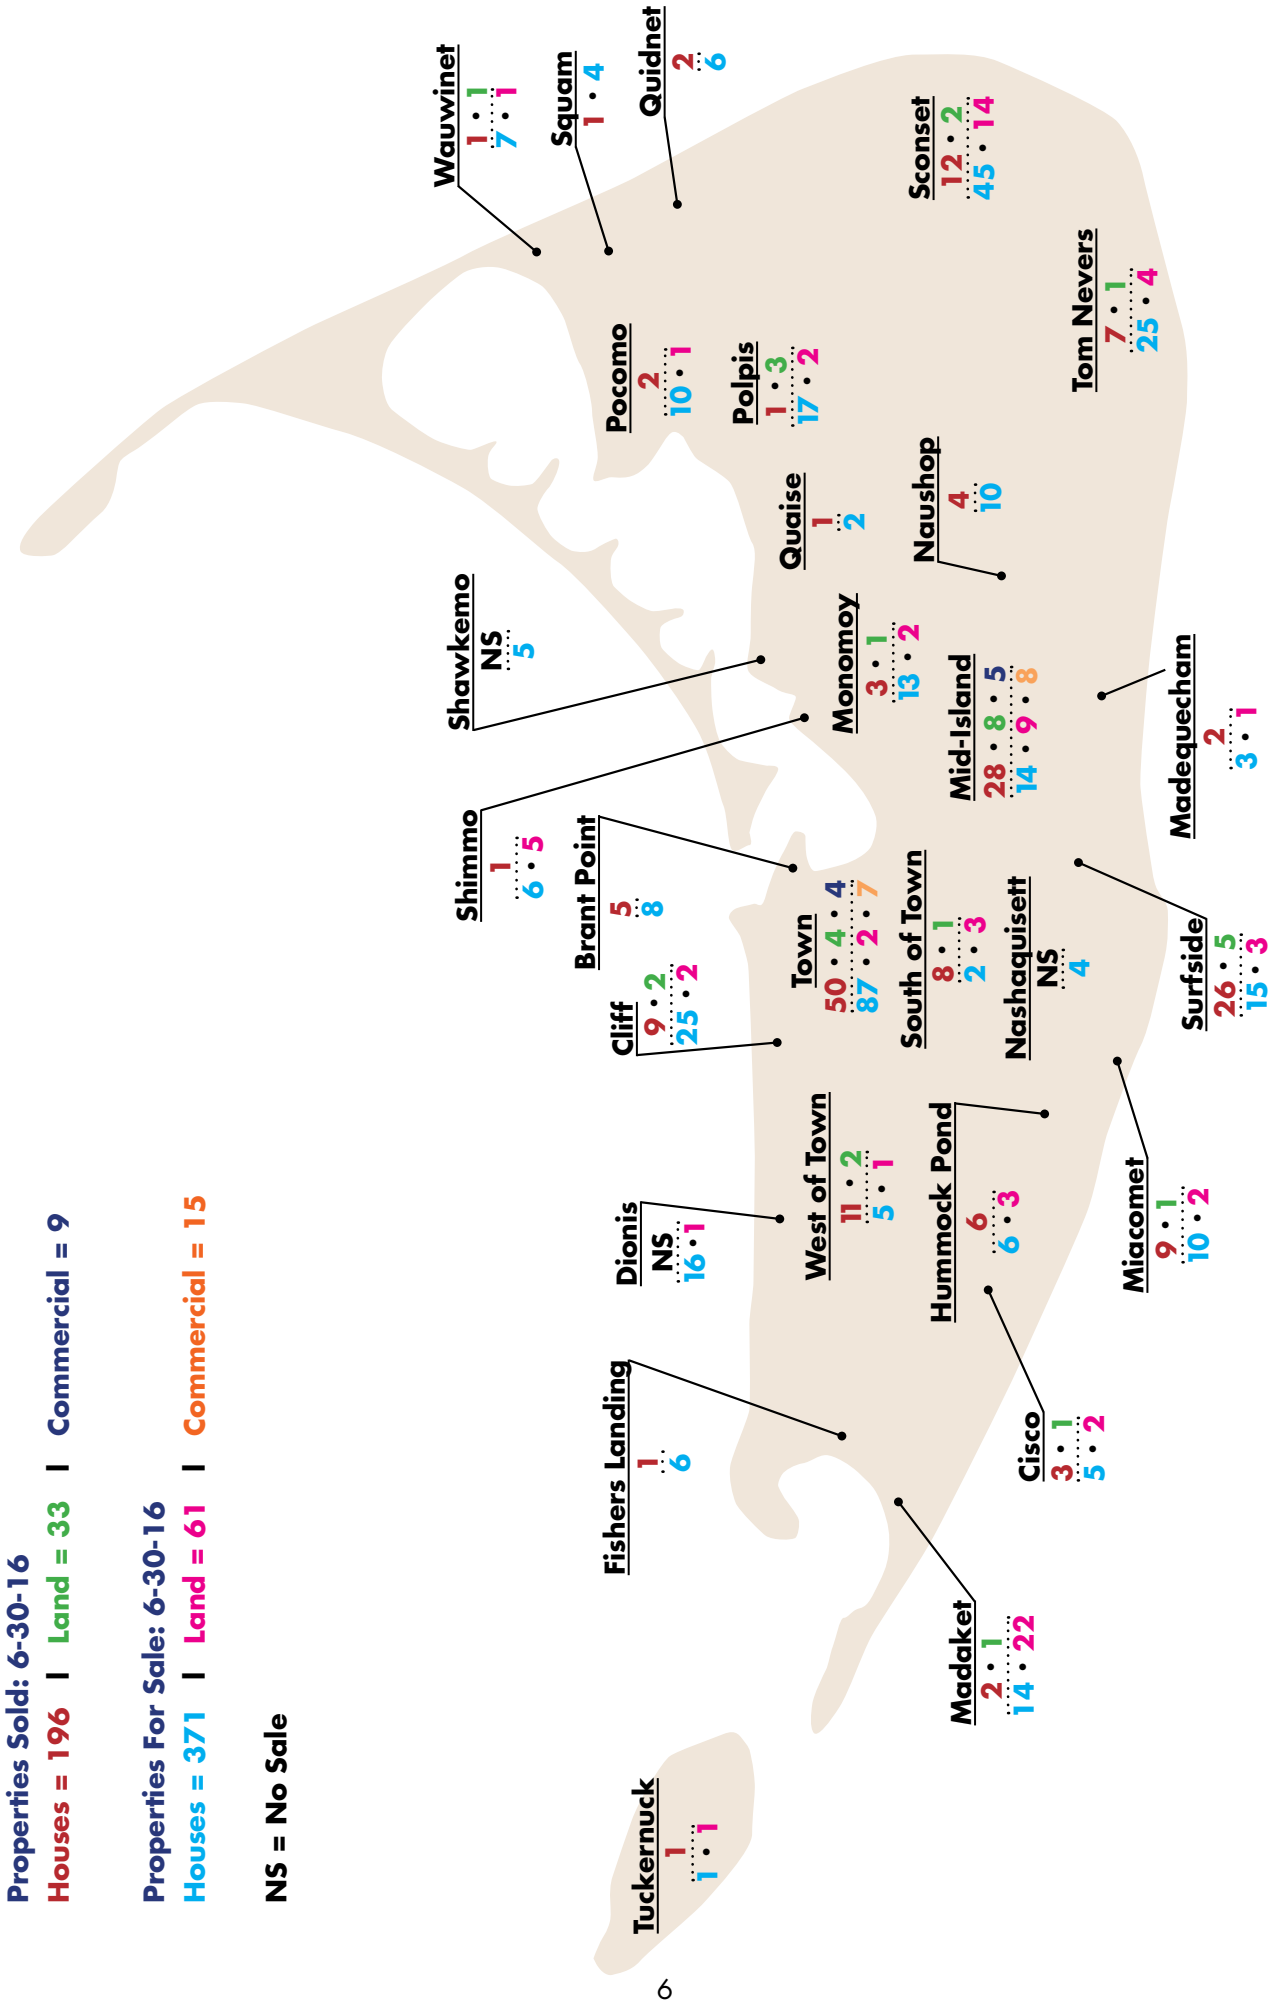 Properties Sold: 6-30-16
Houses = 196 I Land = 33 I Commercial = 9
Properties For Sale: 6-30-16
Houses = 371 I Land = 61 I Commercial = 15
NS = No Sale
Wauwinet
1 • 1
7 • 1
Squam
1 • 4
Quidnet
2
6
Shawkemo
NS
5
Shimmo
1
6 • 5
Brant Point
5
8
Cliff
9 • 2
25 • 2
Dionis
NS
16 • 1
Fishers Landing
1
6
Tuckernuck
1
1 • 1
Pocomo
2
10 • 1
Polpis
1 • 3
17 • 2
Quaise
1
2
Monomoy
3 • 1
13 • 2
Town
50 • 4 • 4
87 • 2 • 7
West of Town
11 • 2
5 • 1
South of Town
8 • 1
2 • 3
Sconset
12 • 2
45 • 14
Naushop
4
10
Mid-Island
28 • 8 • 5
14 • 9 • 8
Hummock Pond
6
6 • 3
Madaket
2 • 1
14 • 22
Nashaquisett
NS
4
Cisco
3 • 1
5 • 2
Tom Nevers
7 • 1
25 • 4
Miacomet
9 • 1
10 • 2
Madequecham
2
3 • 1
Surfside
26 • 5
15 • 3
6